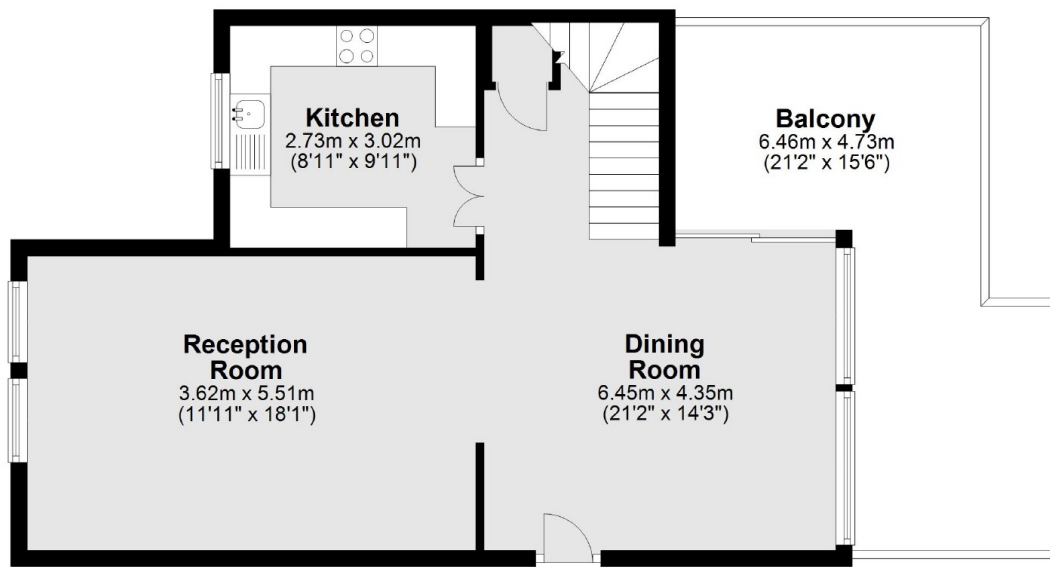 Kitchen
2.73m x 3.02m
(8'11" x 9'11")
Balcony
6.46m x 4.73m
(21'2" x 15'6")
Reception
Room
3.62m x 5.51m
(11'11" x 18'1")
Dining
Room
6.45m x 4.35m
(21'2" x 14'3")